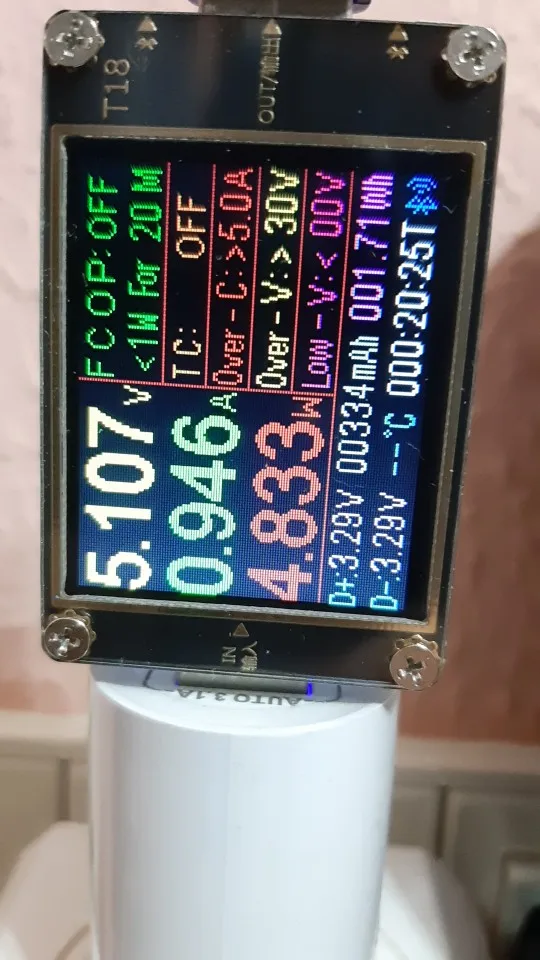 T18
OUT/输出
5.107V
0.946A
4.833W
FCOP:OFF
<1W For 20 M
TC: OFF
Over-C:>5.0A
Over-V:> 30V
Low-V:< 00V
D+:3.29V 00334mAh 001.71Wh
D-:3.29V --°C 000:20:25T
IN
输入
AUTO 3.1A